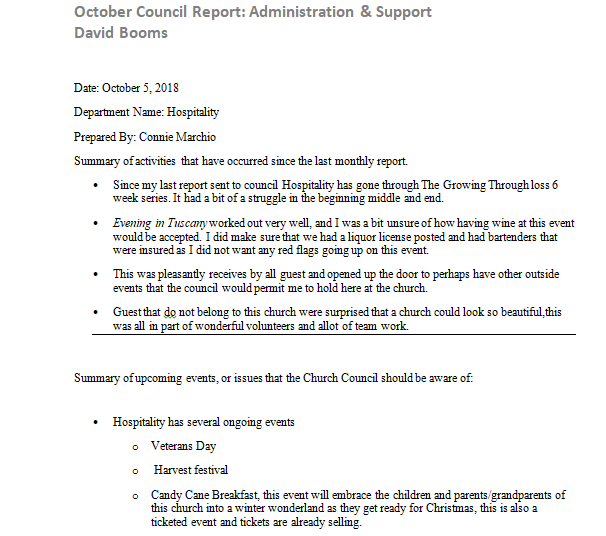 October Council Report: Administration & Support
David Booms
Date: October 5, 2018
Department Name: Hospitality
Prepared By: Connie Marchio
Summary of activities that have occurred since the last monthly report.
• Since my last report sent to council Hospitality has gone through The Growing Through loss 6
week series. It had a bit of a struggle in the beginning middle and end.
• Evening in Tuscany worked out very well, and I was a bit unsure of how having wine at this event
would be accepted. I did make sure that we had a liquor license posted and had bartenders that
were insured as I did not want any red flags going up on this event.
• This was pleasantly receives by all guest and opened up the door to perhaps have other outside
events that the council would permit me to hold here at the church.
• Guest that do not belong to this church were surprised that a church could look so beautiful,this
was all in part of wonderful volunteers and allot of team work.
Summary of upcoming events, or issues that the Church Council should be aware of:
• Hospitality has several ongoing events
o Veterans Day
o Harvest festival
o Candy Cane Breakfast, this event will embrace the children and parents/grandparents of
this church into a winter wonderland as they get ready for Christmas, this is also a
ticketed event and tickets are already selling.